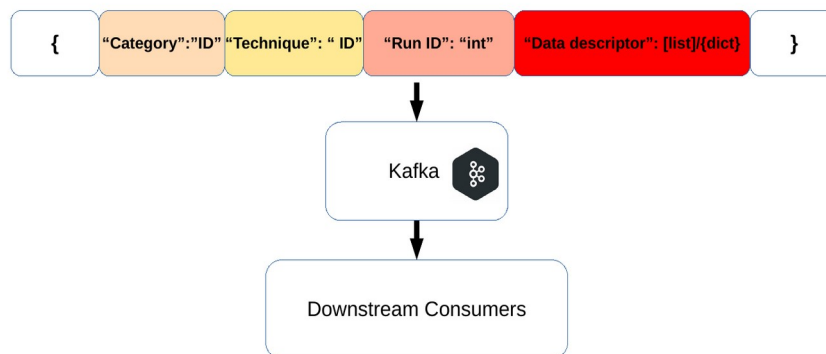 { “Category”:”ID” “Technique”: “ ID” “Run ID”: “int” “Data descriptor”: [list]/{dict} }
Kafka
Downstream Consumers